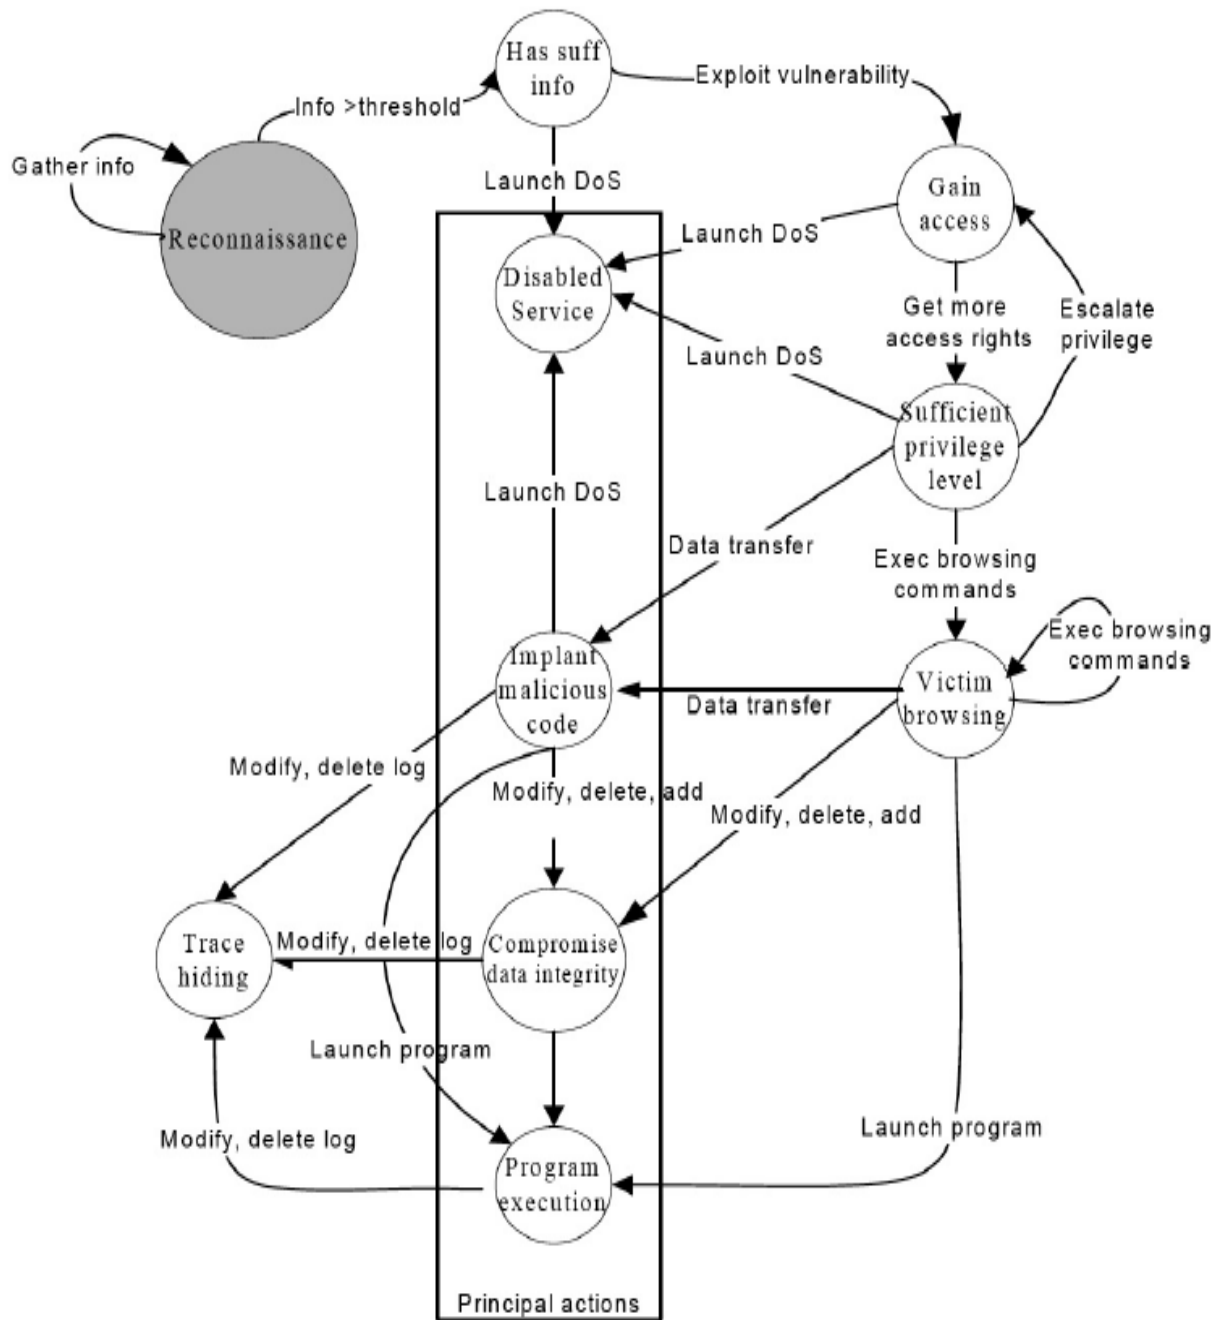 Has suff
info
Exploit vulnerability
Info >threshold
Gather info
Reconnaissance
Launch DoS
Gain
access
Launch DoS
Disabled
Service
Get more
access rights
Escalate
privilege
Launch DoS
Sufficient
privilege
level
Launch DoS
Data transfer
Exec browsing
commands
Exec browsing
commands
Implant
malicious
code
Victim
browsing
Data transfer
Modify, delete log
Modify, delete, add
Modify, delete, add
Trace
hiding
Modify, delete log
Compromise
data integrity
Launch program
Modify, delete log
Launch program
Program
execution
Principal actions